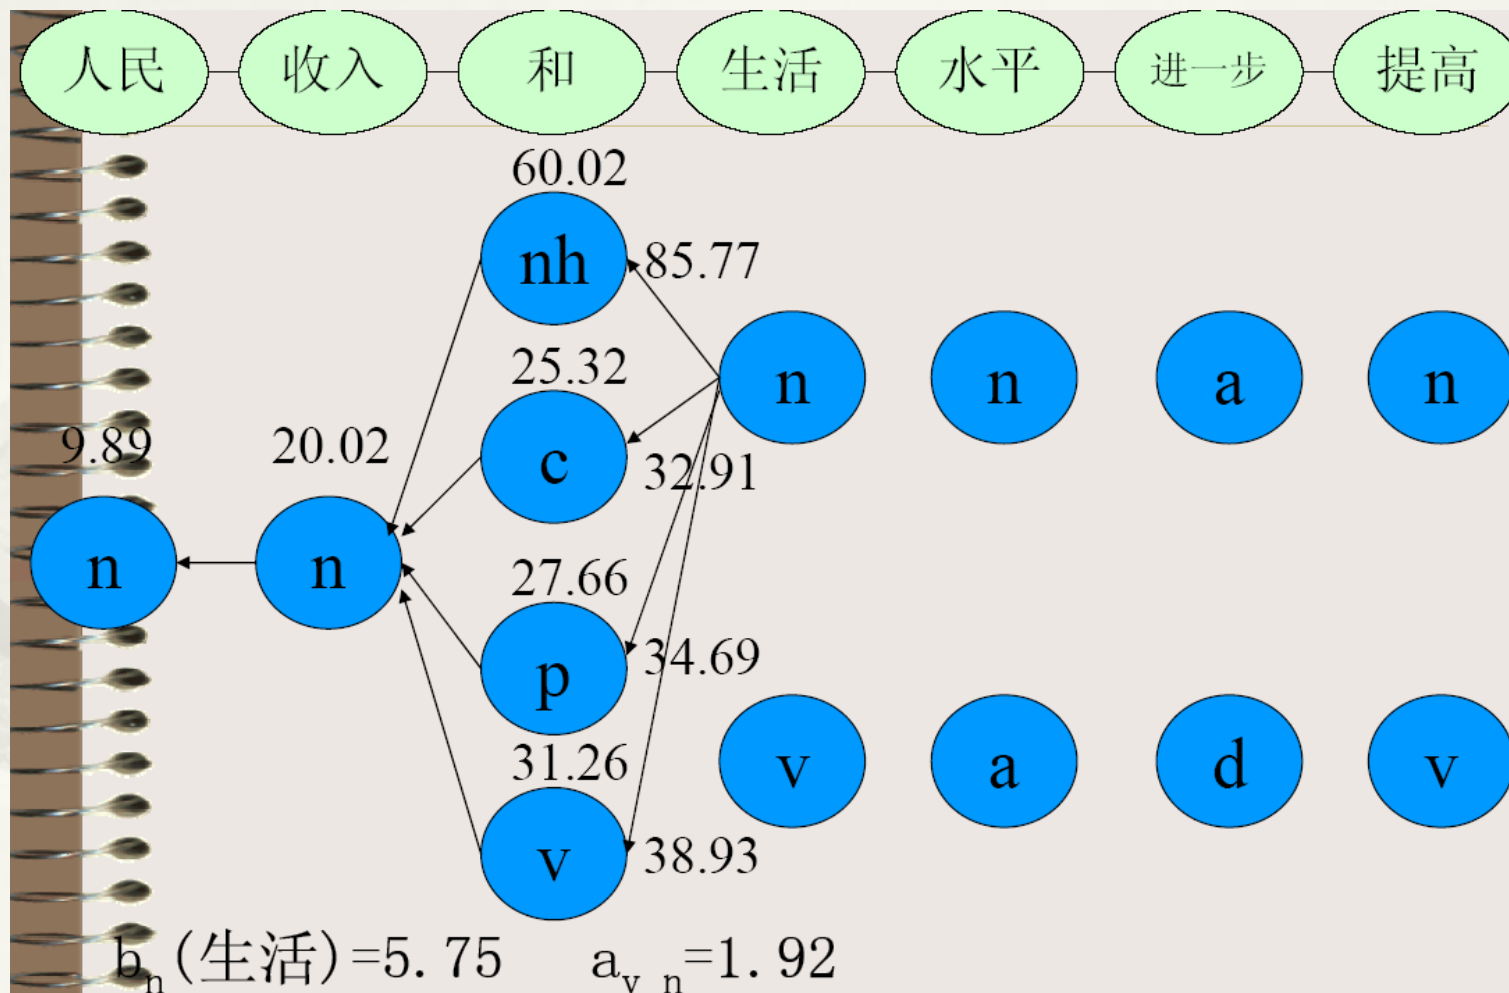 人民 收入 和 生活 水平 进一步 提高
60.02
nh
85.77
25.32
n n a n
9.89 20.02 c 32.91
n n
27.66
p 34.69
31.26
v a d v
v 38.93
b_n(生活)=5.75 a_v_n=1.92